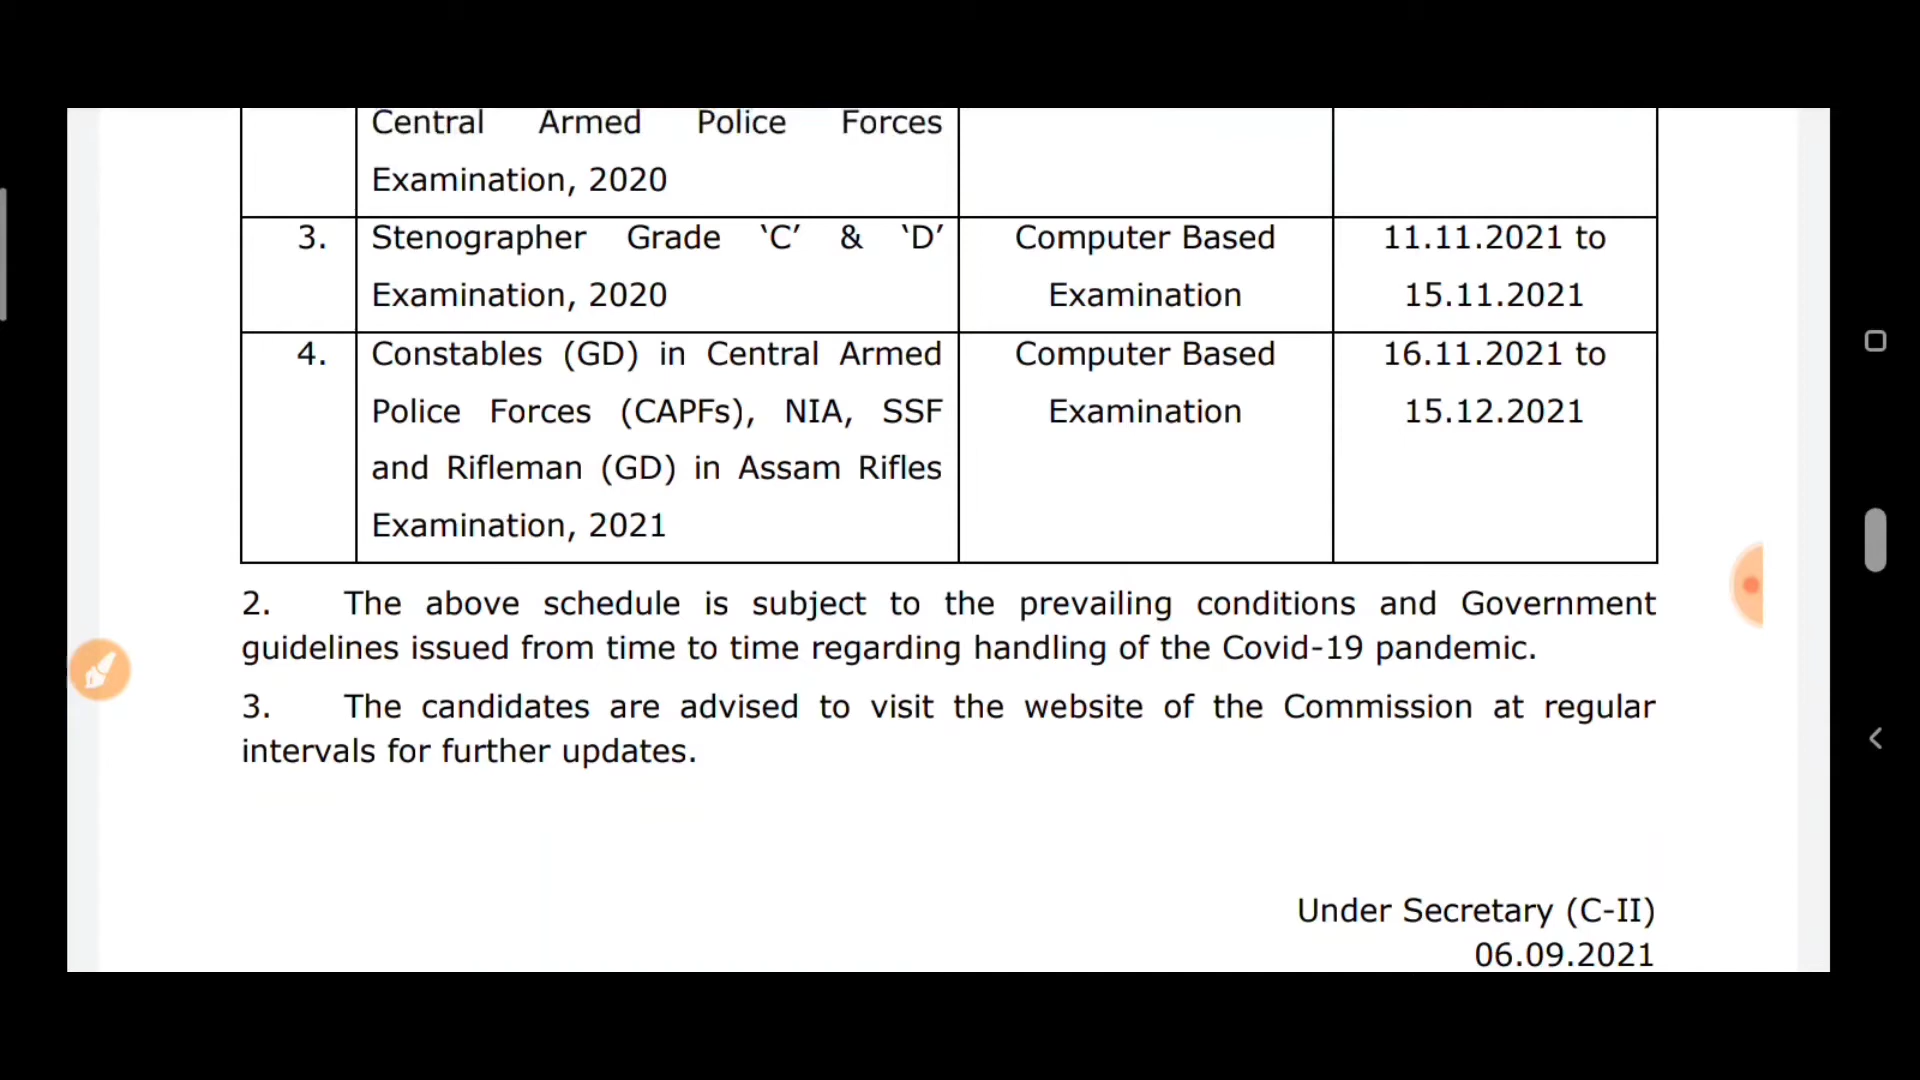 Central Armed Police Forces
Examination, 2020
3. Stenographer Grade ‘C’ & ‘D’ Computer Based 11.11.2021 to
Examination, 2020 Examination 15.11.2021
4. Constables (GD) in Central Armed Computer Based 16.11.2021 to
Police Forces (CAPFs), NIA, SSF Examination 15.12.2021
and Rifleman (GD) in Assam Rifles
Examination, 2021
2. The above schedule is subject to the prevailing conditions and Government
guidelines issued from time to time regarding handling of the Covid-19 pandemic.
3. The candidates are advised to visit the website of the Commission at regular
intervals for further updates.
Under Secretary (C-II)
06.09.2021